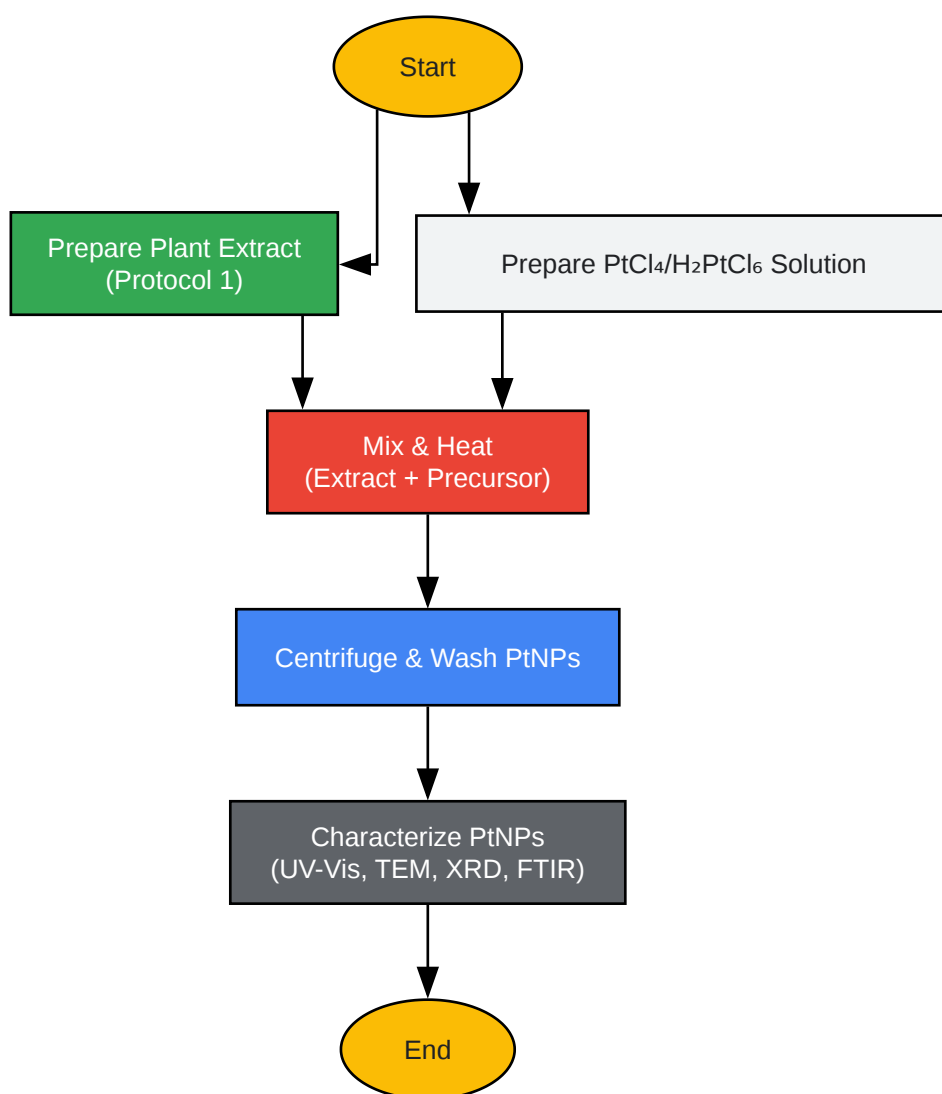 Start
Prepare Plant Extract
(Protocol 1)
Prepare PtCl₄/H₂PtCl₆ Solution
Mix & Heat
(Extract + Precursor)
Centrifuge & Wash PtNPs
Characterize PtNPs
(UV-Vis, TEM, XRD, FTIR)
End